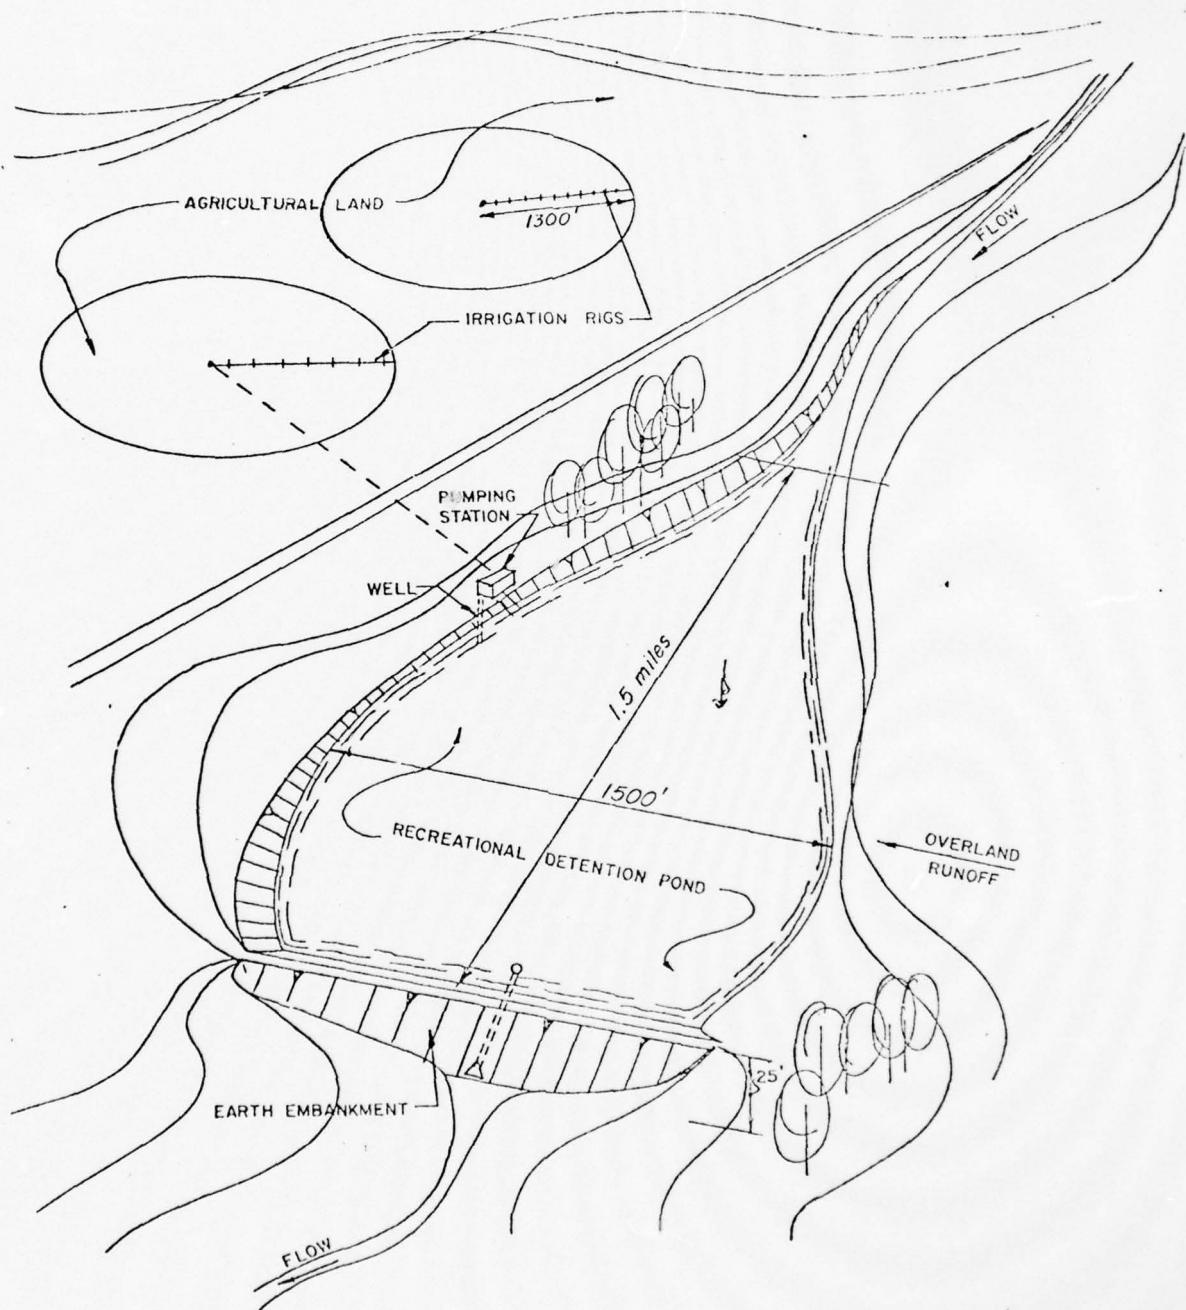 AGRICULTURAL LAND
1300'
FLOW
IRRIGATION RIGS
PUMPING
STATION
WELL
1.5 miles
1500'
RECREATIONAL DETENTION POND
OVERLAND
RUNOFF
25'
EARTH EMBANKMENT
FLOW